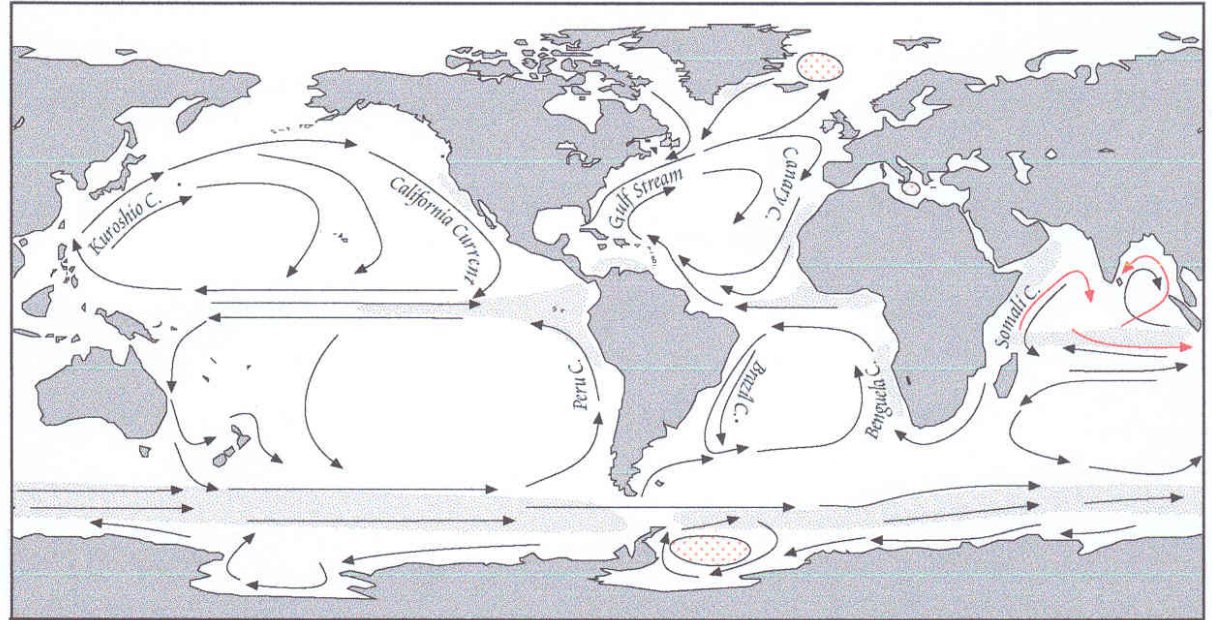 Kuroshio C.
California Current
Gulf Stream
Canary C.
Somali C.
Peru C.
Brazil C.
Benguela C.